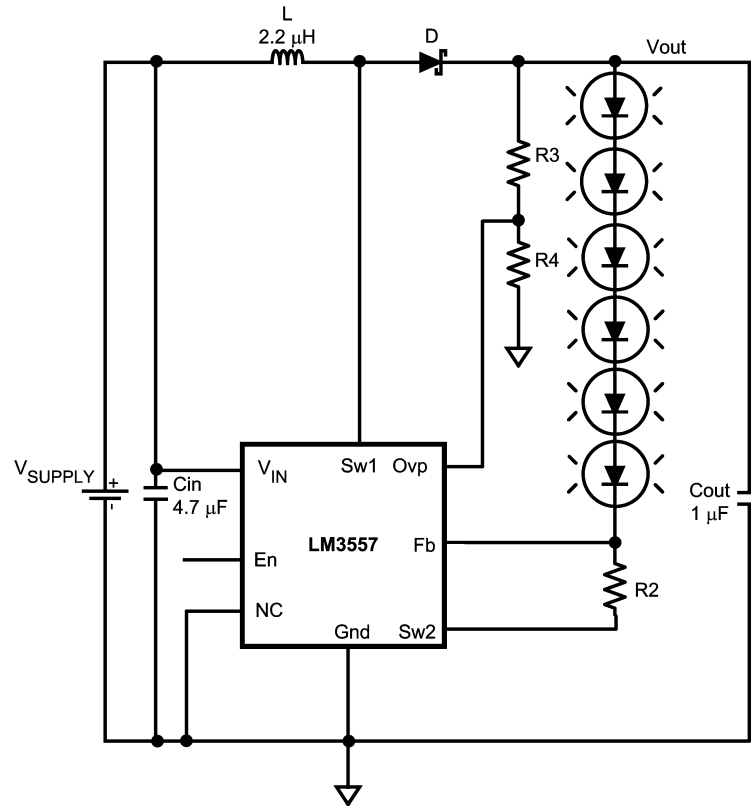 L
2.2 μH
D
Vout
R3
R4
VSUPPLY
+
-
Cin
4.7 μF
VIN
Sw1
Ovp
LM3557
En
Fb
NC
Gnd
Sw2
R2
Cout
1 μF